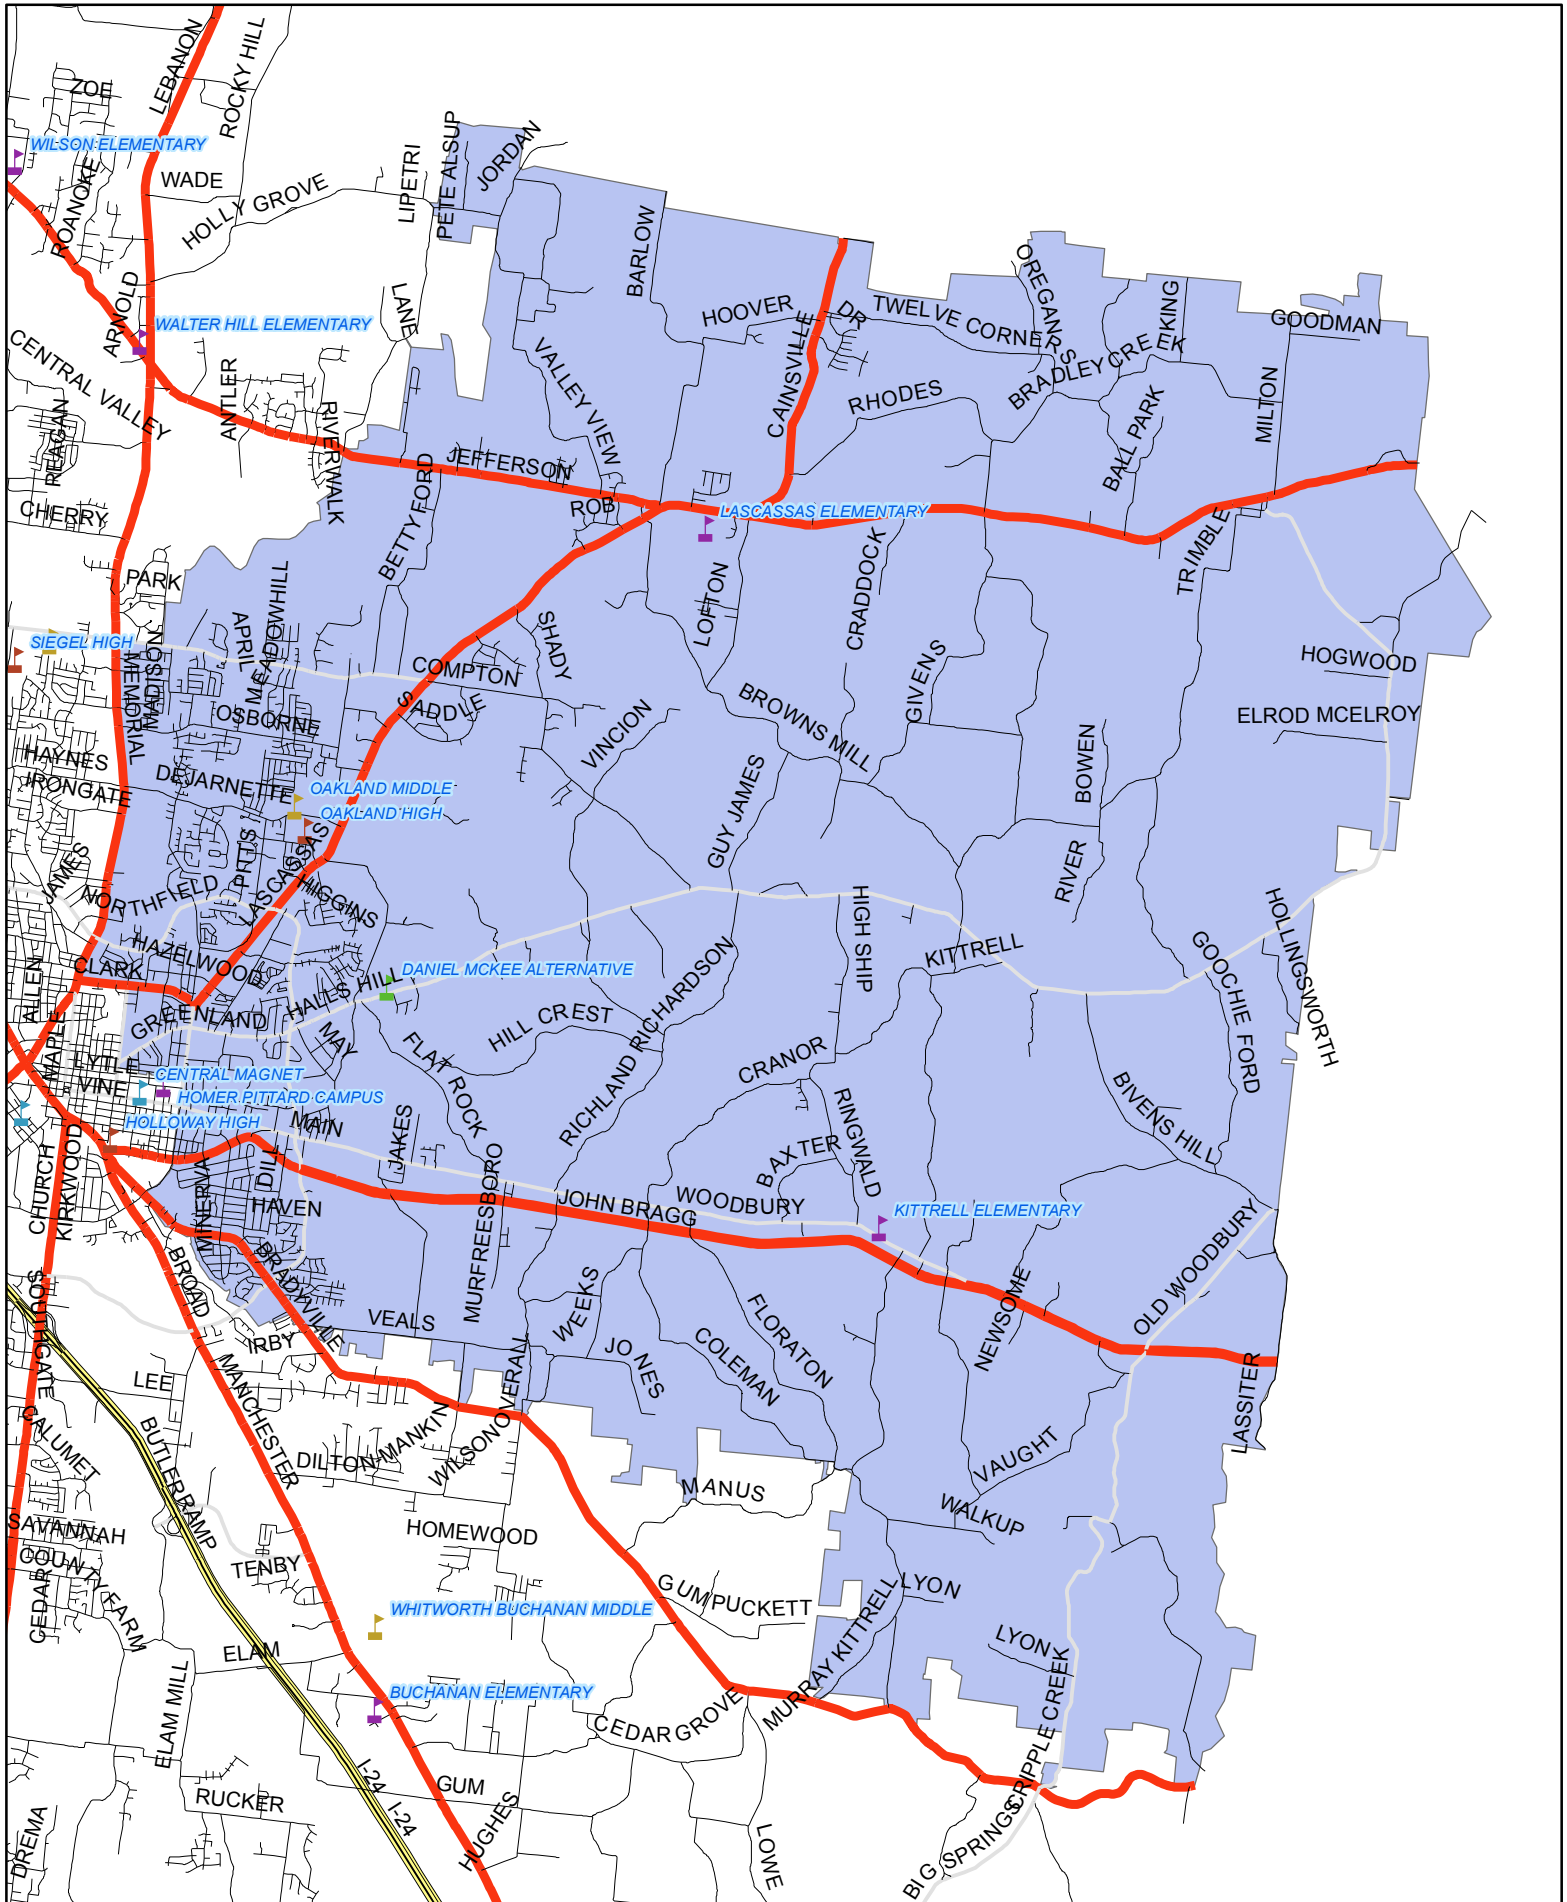 LEBANON
ROCKY HILL
ZOE
WILSON ELEMENTARY
ROANOKE
WADE
HOLLY GROVE
LIPETRI
PETE ALSUP
JORDAN
BARLOW
OREGAN
ARNOLD
WALTER HILL ELEMENTARY
LANE
HOOVER
DR
TWELVE CORNERS
KING
GOODMAN
CENTRAL VALLEY
CAINSVILLE
BRADLEY CREEK
VALLEY VIEW
RHODES
MILTON
ANTLER
RIVERWALK
REAGAN
BALL PARK
JEFFERSON
BETTY FORD
ROB
LASCASSAS ELEMENTARY
CHERRY
TRIMBLE
CRADDOCK
PARK
MEADOWHILL
LOFTON
APRIL
SHADY
SIEGEL HIGH
MADISON
MEMORIAL
COMPTON
GIVENS
HOGWOOD
SADDLE
BROWNS MILL
OSBORNE
VINCION
ELROD MCELROY
HAYNES
IRONGATE
DEJARNETTE
BOWEN
OAKLAND MIDDLE
OAKLAND HIGH
GUY JAMES
PITTS
LASCASSAS
JAMES
RIVER
NORTHFIELD
HIGGINS
HIGH SHIP
HOLLINGSWORTH
HAZELWOOD
KITTRELL
CLARK
ALLEN
HALLS HILL
DANIEL MCKEE ALTERNATIVE
GOOCHIE FORD
GREENLAND
HILL CREST
RICHLAND RICHARDSON
MAPLE
MAY
FLAT ROCK
CRANOR
LYTLE
VINE
CENTRAL MAGNET
HOMER PITTARD CAMPUS
RINGWALD
BIVENS HILL
HOLLOWAY HIGH
MAIN
JAKES
BAXTER
CHURCH
KIRKWOOD
MINERVA
DILL
HAVEN
MURFREESBORO
JOHN BRAGG
WOODBURY
KITTRELL ELEMENTARY
OLD WOODBURY
BROAD
BRADYVILLE
SOUTHGATE
WEEKS
FLORATON
NEWSOME
VEALS
IRBY
JONES
COLEMAN
OVERALL
LEE
MANCHESTER
LASSITER
CALUMET
BUTLER
RAMP
DILTON-MANKIN
WILSON
VAUGHT
MANUS
WALKUP
SAVANNAH
HOMEWOOD
COUNTY FARM
CEDAR
TENBY
GUM
PUCKETT
LYON
WHITWORTH BUCHANAN MIDDLE
MURRAY KITTRELL
LYON
ELAM
ELAM MILL
BUCHANAN ELEMENTARY
CEDAR GROVE
CRIPPLE CREEK
I-24
GUM
RUCKER
I-24
HUGHES
DREMA
LOWE
BIG SPRINGS